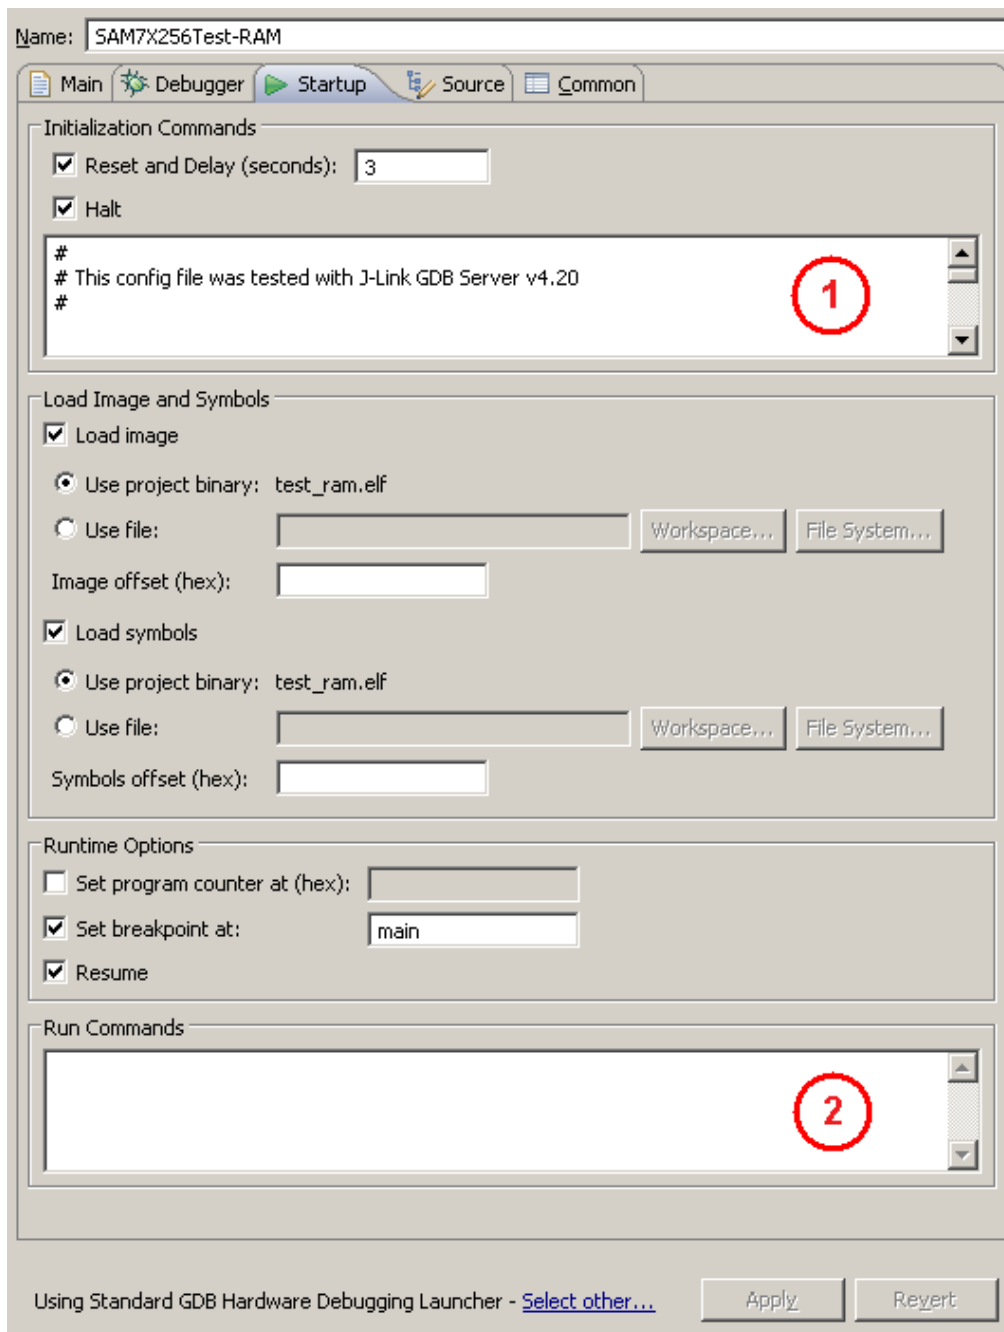 Name: SAM7X256Test-RAM
Main Debugger Startup Source Common
Initialization Commands
Reset and Delay (seconds): 3
Halt
#
# This config file was tested with J-Link GDB Server v4.20
#
1
Load Image and Symbols
Load image
Use project binary: test_ram.elf
Use file: Workspace... File System...
Image offset (hex):
Load symbols
Use project binary: test_ram.elf
Use file: Workspace... File System...
Symbols offset (hex):
Runtime Options
Set program counter at (hex):
Set breakpoint at: main
Resume
Run Commands
2
Using Standard GDB Hardware Debugging Launcher - Select other... Apply Revert